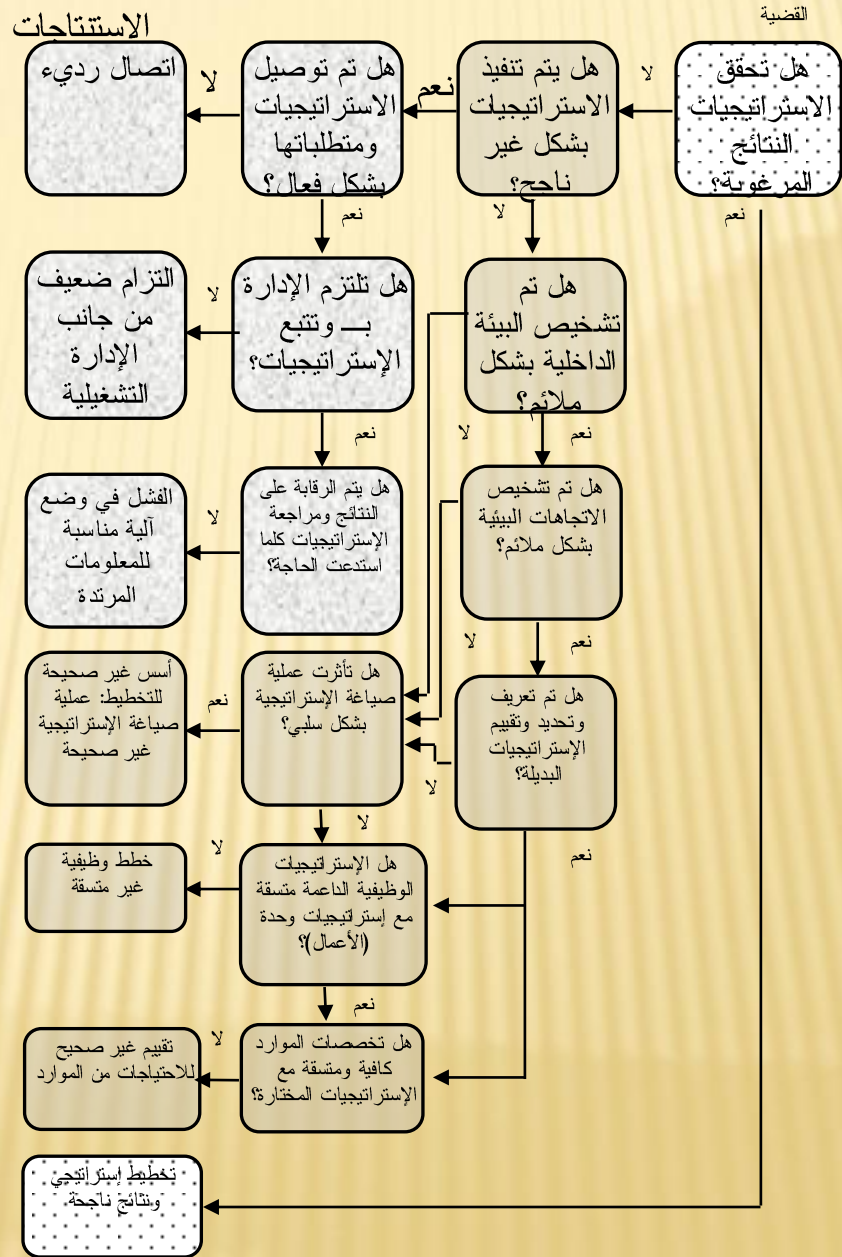 القضية
الاستنتاجات
هل تحقق
الاستراتيجيات
النتائج
المرغوبة؟
لا
نعم
هل يتم تنفيذ
الاستراتيجيات
بشكل غير
ناجح؟
نعم
لا
هل تم توصيل
الاستراتيجيات
ومتطلباتها
بشكل فعال؟
لا
نعم
اتصال رديء
هل تم
تشخيص البيئة
الداخلية بشكل
ملائم؟
لا
نعم
هل تلتزم الإدارة
بـــ وتتبع
الإستراتيجيات؟
لا
نعم
التزام ضعيف
من جانب
الإدارة
التشغيلية
هل تم تشخيص
الاتجاهات البيئية
بشكل ملائم؟
لا
نعم
هل يتم الرقابة على
النتائج ومراجعة
الإستراتيجيات كلما
استدعت الحاجة؟
لا
الفشل في وضع
آلية مناسبة
للمعلومات
المرتدة
هل تم تعريف
وتحديد وتقييم
الإستراتيجيات
البديلة؟
لا
نعم
هل تأثرت عملية
صياغة الإستراتيجية
بشكل سلبي؟
نعم
لا
أسس غير صحيحة
للتخطيط: عملية
صياغة الإستراتيجية
غير صحيحة
هل الإستراتيجيات
الوظيفية الداعمة متسقة
مع إستراتيجيات وحدة
(الأعمال)؟
لا
نعم
خطط وظيفية
غير متسقة
هل تخصصات الموارد
كافية ومتسقة مع
الإستراتيجيات المختارة؟
لا
تقييم غير صحيح
للاحتياجات من الموارد
تخطيط إستراتيجي
ونتائج ناجحة